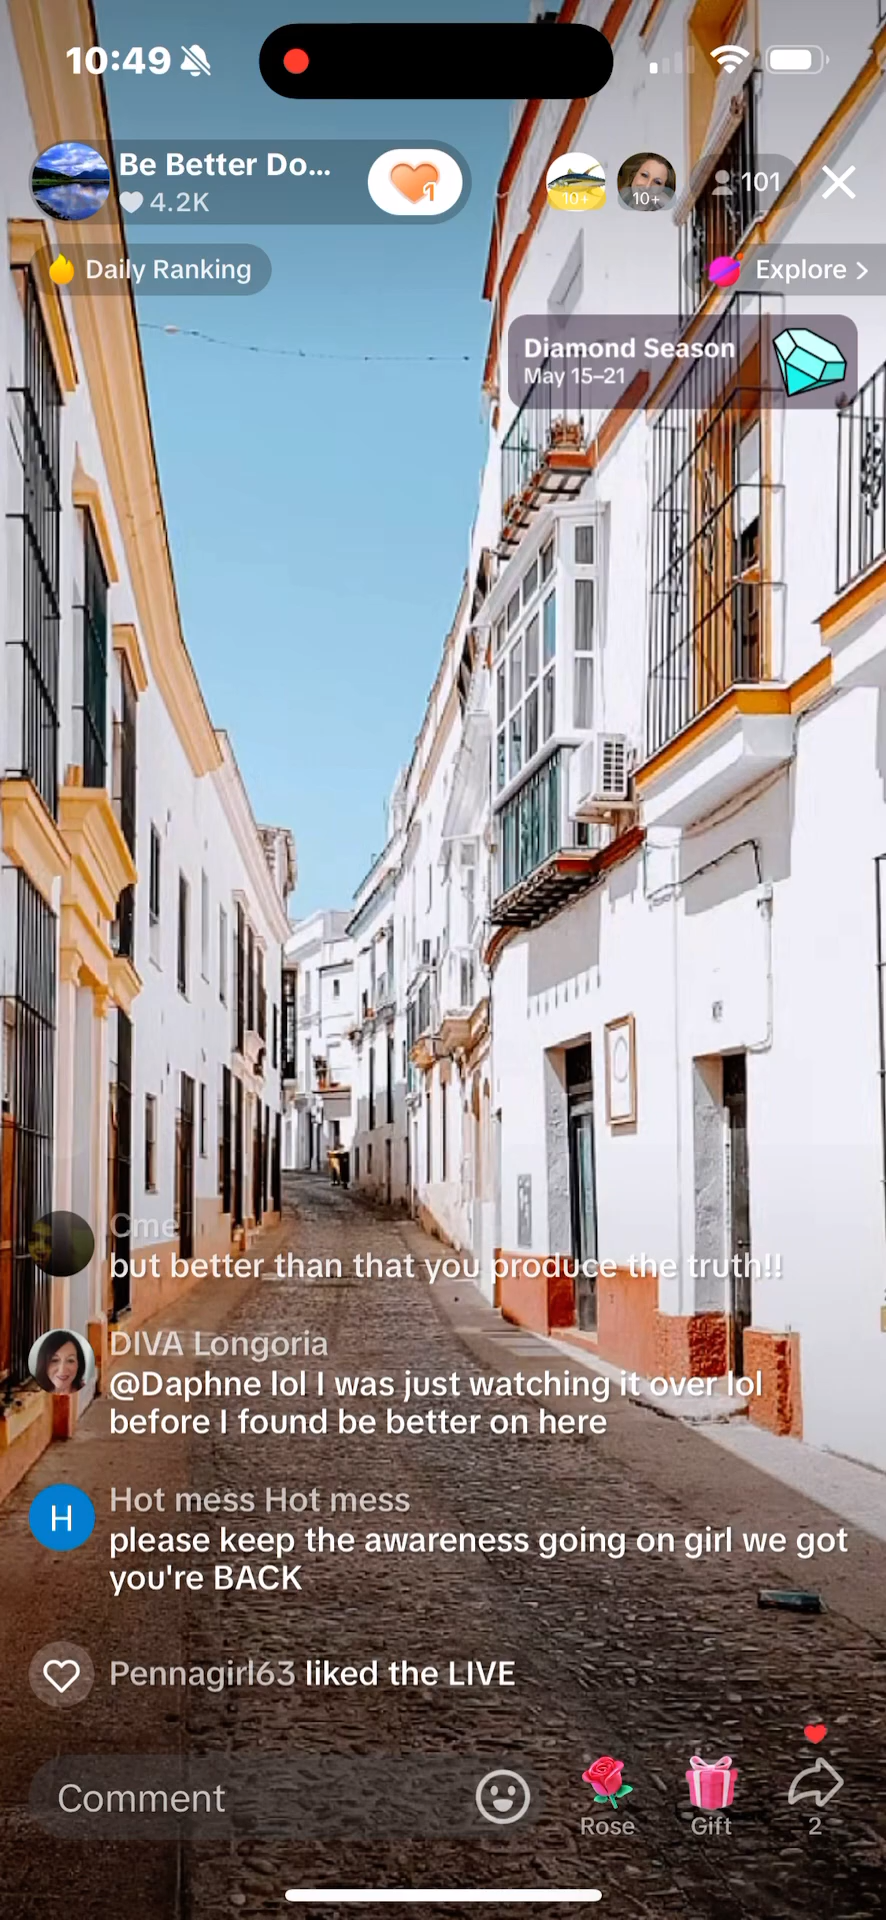 10:49
Be Better Do...
4.2K
1
10+
10+
101
Daily Ranking
Explore >
Diamond Season
May 15–21
Cme
but better than that you produce the truth!!
DIVA Longoria
@Daphne lol I was just watching it over lol
before I found be better on here
H
Hot mess Hot mess
please keep the awareness going on girl we got
you're BACK
Pennagirl63 liked the LIVE
Comment
Rose
Gift
2